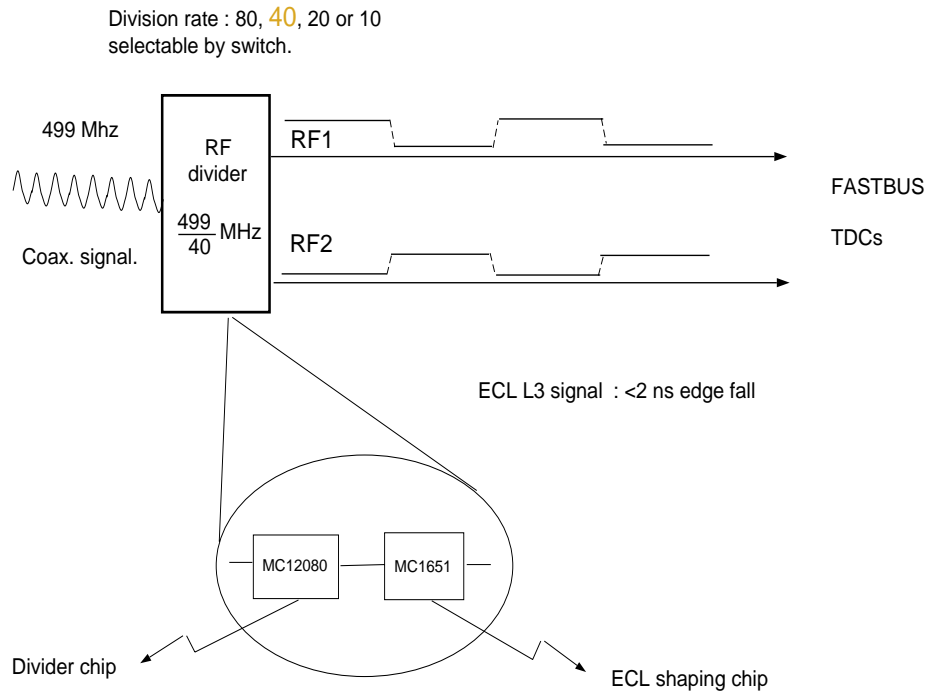 Division rate : 80, 40, 20 or 10
selectable by switch.
499 Mhz
RF
divider
499
40
MHz
Coax. signal.
RF1
RF2
FASTBUS
TDCs
ECL L3 signal : <2 ns edge fall
MC12080
MC1651
Divider chip
ECL shaping chip